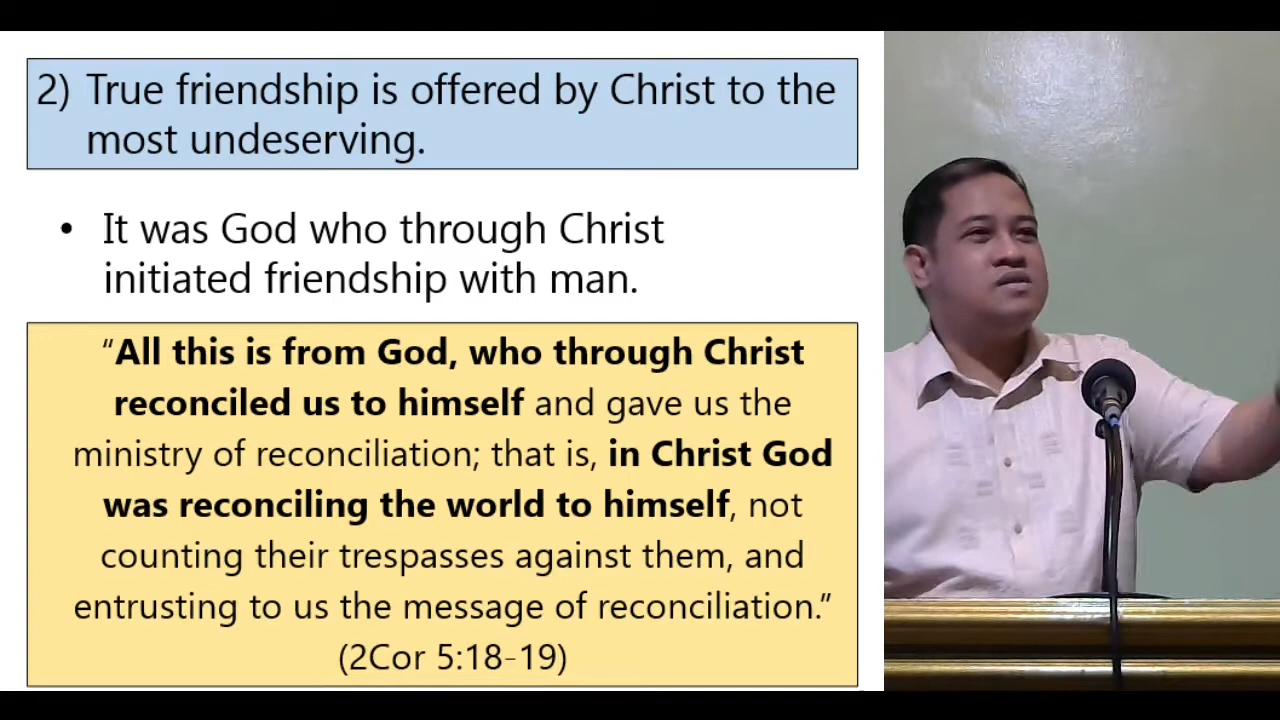 2) True friendship is offered by Christ to the
most undeserving.
• It was God who through Christ
initiated friendship with man.
“All this is from God, who through Christ
reconciled us to himself and gave us the
ministry of reconciliation; that is, in Christ God
was reconciling the world to himself, not
counting their trespasses against them, and
entrusting to us the message of reconciliation.”
(2Cor 5:18-19)